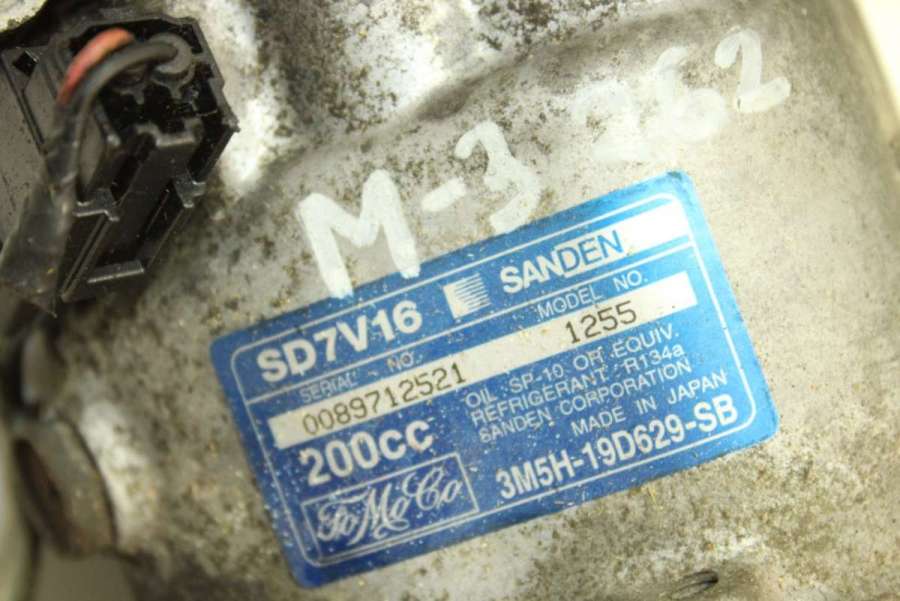 M-3 262
SD7V16 SANDEN
SERIAL NO. MODEL NO.
0089712521 1255
OIL SP-10 OR EQUIV.
REFRIGERANT R134a
SANDEN CORPORATION
200CC MADE IN JAPAN
FoMoCo 3M5H-19D629-SB